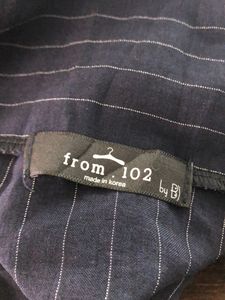 from . 102
made in korea
by